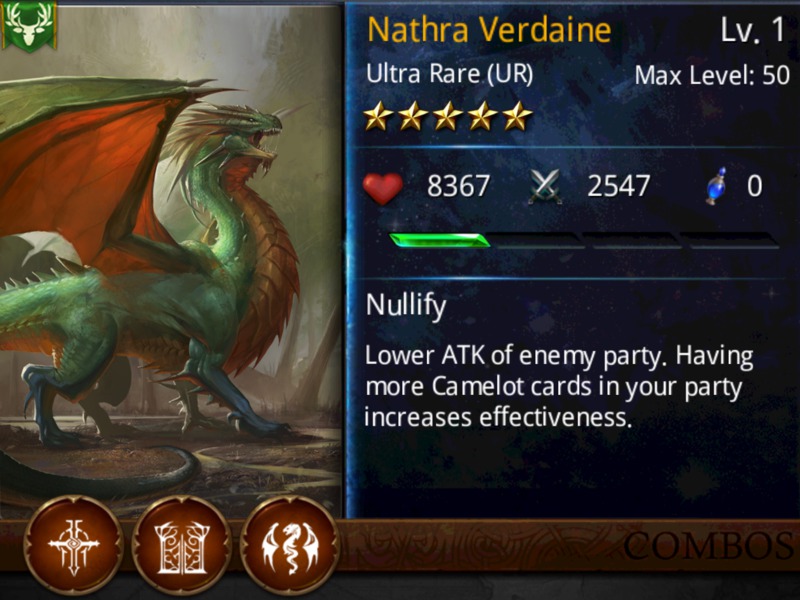 Nathra Verdaine
Lv. 1
Ultra Rare (UR)
Max Level: 50
8367
2547
0
Nullify
Lower ATK of enemy party. Having
more Camelot cards in your party
increases effectiveness.
COMBOS